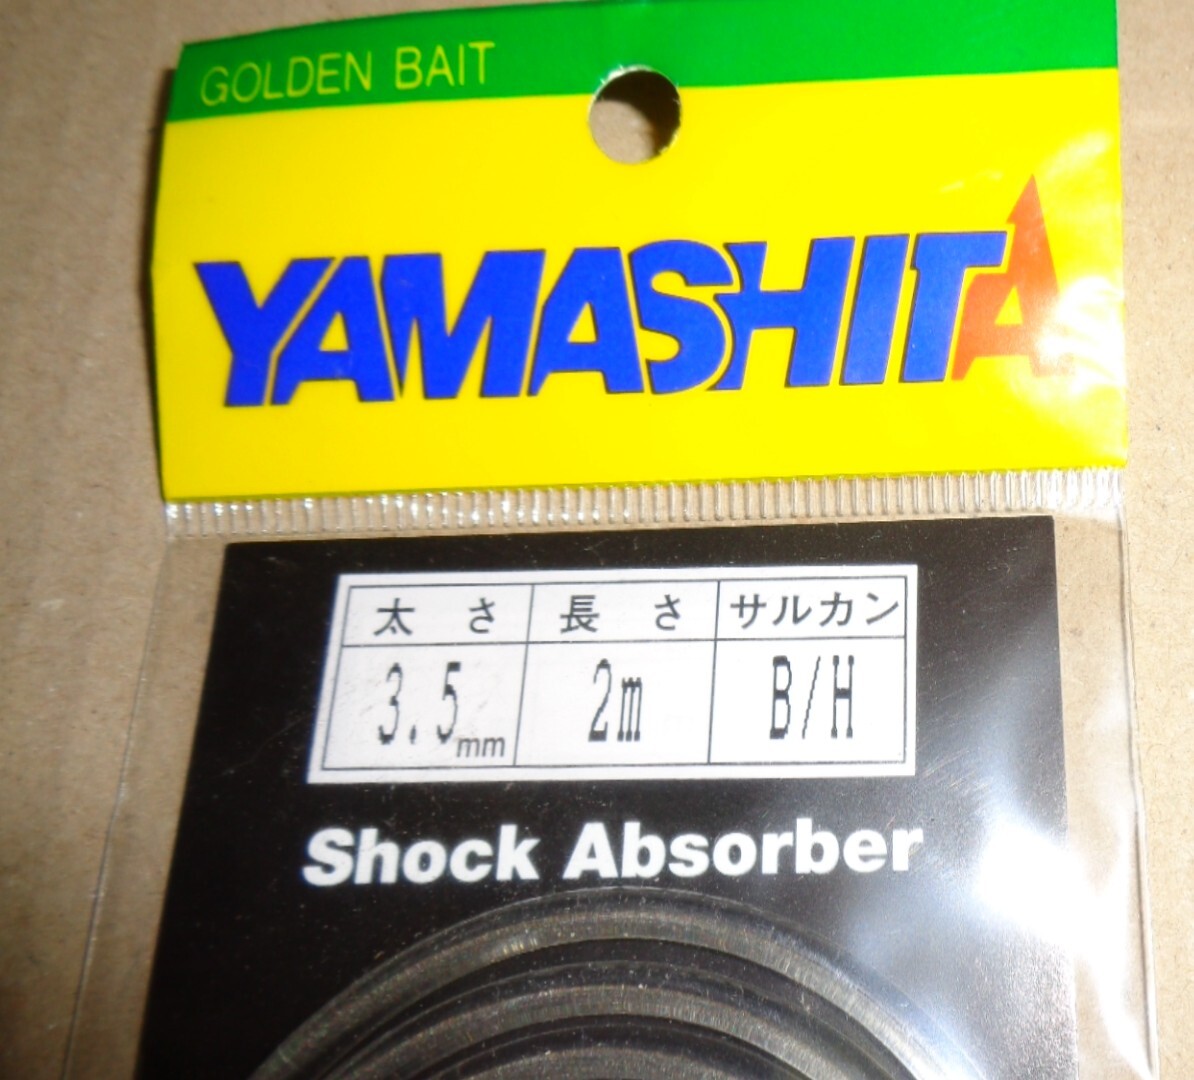 GOLDEN BAIT
YAMASHITA
太さ 長さ サルカン
3.5mm 2m B/H
Shock Absorber